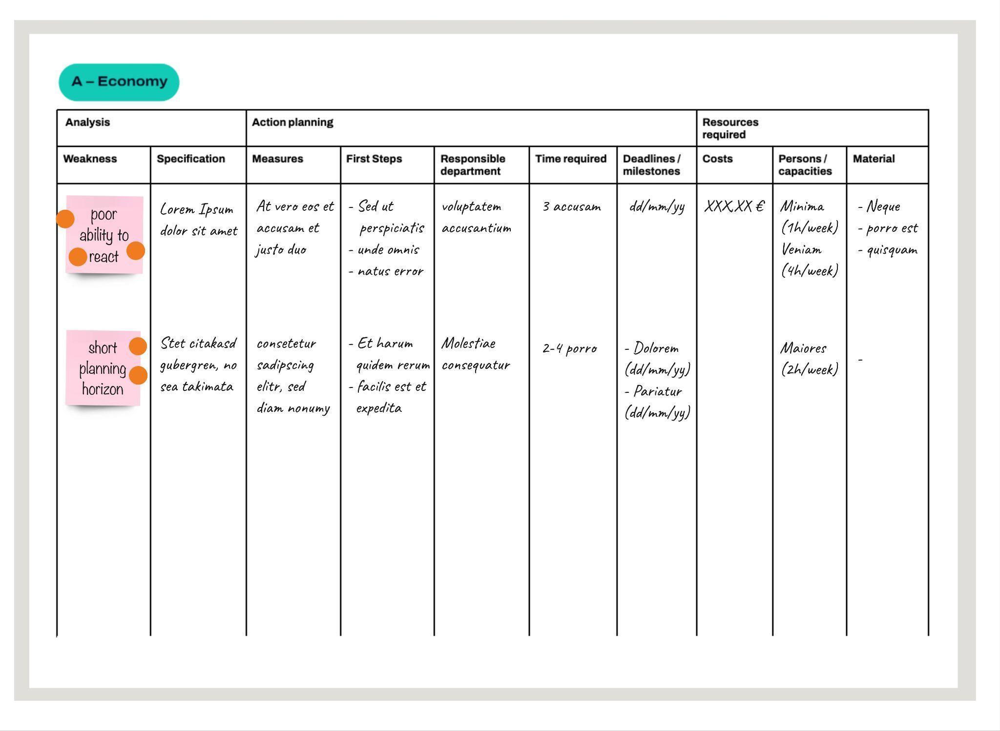 A – Economy
Analysis
Action planning
Resources
required
Weakness
Specification
Measures
First Steps
Responsible
department
Time required
Deadlines /
milestones
Costs
Persons /
capacities
Material
poor
ability to
react
Lorem Ipsum
dolor sit amet
At vero eos et
accusam et
justo duo
- Sed ut
perspiciatis
- unde omnis
- natus error
voluptatem
accusantium
3 accusam
dd/mm/yy
XXX,XX €
Minima
(1h/week)
Veniam
(4h/week)
- Neque
- porro est
- quisquam
short
planning
horizon
Stet citakasd
gubergren, no
sea takimata
consetetur
sadipscing
elitr, sed
diam nonumy
- Et harum
quidem rerum
- facilis est et
expedita
Molestiae
consequatur
2-4 porro
- Dolorem
(dd/mm/yy)
- Pariatur
(dd/mm/yy)
Maiores
(2h/week)
-